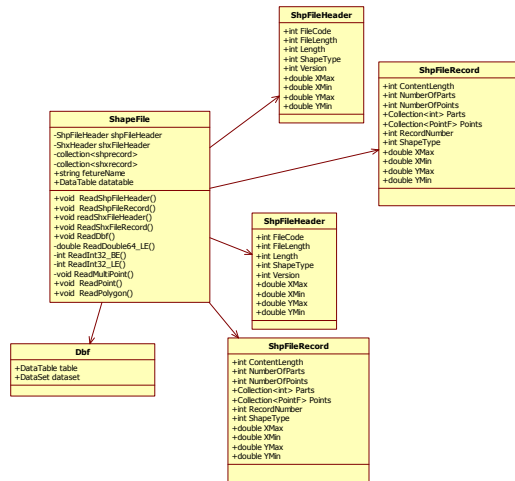 ShpFileHeader
+int FileCode
+int FileLength
+int Length
+int ShapeType
+int Version
+double XMax
+double XMin
+double YMax
+double YMin
ShpFileRecord
+int ContentLength
+int NumberOfParts
+int NumberOfPoints
+Collection<int> Parts
+Collection<PointF> Points
+int RecordNumber
+int ShapeType
+double XMax
+double XMin
+double YMax
+double YMin
ShapeFile
-ShpFileHeader shpFileHeader
-ShxHeader shxFileHeader
-collection<shprecord>
-collection<shxrecord>
+string fetureName
+DataTable datatable
+void ReadShpFileHeader()
+void ReadShpFileRecord()
+void readShxFileHeader()
+void ReadShxFileRecord()
+void ReadDbf()
-double ReadDouble64_LE()
-int ReadInt32_BE()
-int ReadInt32_LE()
-void ReadMultiPoint()
+void ReadPoint()
+void ReadPolygon()
ShpFileHeader
+int FileCode
+int FileLength
+int Length
+int ShapeType
+int Version
+double XMax
+double XMin
+double YMax
+double YMin
Dbf
+DataTable table
+DataSet dataset
ShpFileRecord
+int ContentLength
+int NumberOfParts
+int NumberOfPoints
+Collection<int> Parts
+Collection<PointF> Points
+int RecordNumber
+int ShapeType
+double XMax
+double XMin
+double YMax
+double YMin